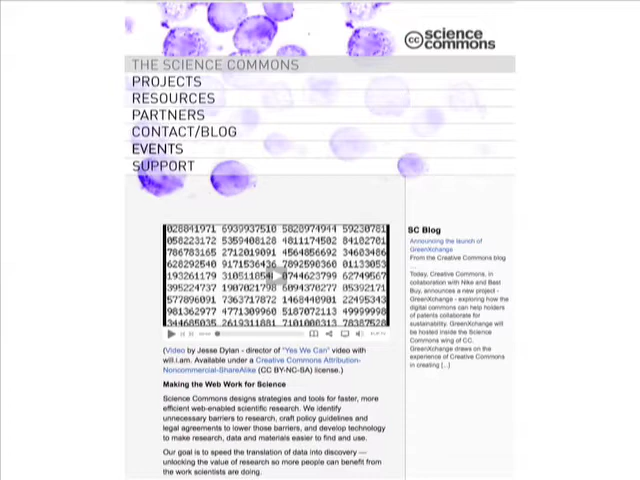 science
commons
THE SCIENCE COMMONS
PROJECTS
RESOURCES
PARTNERS
CONTACT/BLOG
EVENTS
SUPPORT
028841971 6939937510 5820974944 59230781
(Video by Jesse Dylan - director of "Yes We Can" video with
will.i.am. Available under a Creative Commons Attribution-
Noncommercial-ShareAlike (CC BY-NC-SA) license.)
Making the Web Work for Science
Science Commons designs strategies and tools for faster, more
efficient web-enabled scientific research. We identify
unnecessary barriers to research, craft policy guidelines and
legal agreements to lower those barriers, and develop technology
to make research, data and materials easier to find and use.
Our goal is to speed the translation of data into discovery —
unlocking the value of research so more people can benefit from
the work scientists are doing.
SC Blog
Announcing the launch of
GreenXchange
From the Creative Commons blog
...
Today, Creative Commons, in
collaboration with Nike and Best
Buy, announces a new project -
GreenXchange - exploring how the
digital commons can help holders
of patents collaborate for
sustainability. GreenXchange will
be hosted inside the Science
Commons wing of CC.
GreenXchange draws on the
experience of Creative Commons
in creating [...]